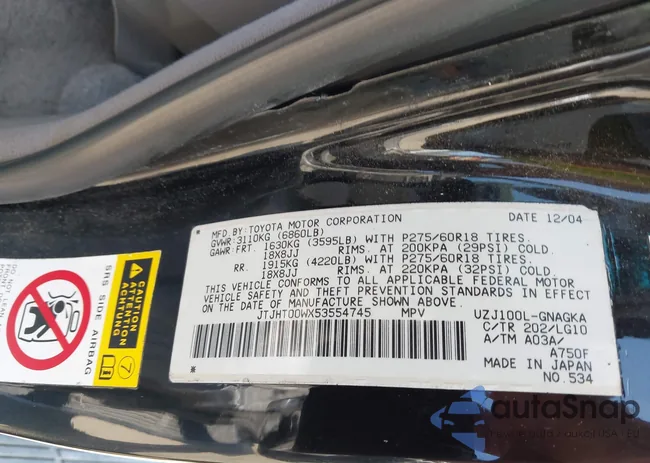 MFD.BY:TOYOTA MOTOR CORPORATION DATE 12/04
GVWR:3110KG (6860LB)
GAWR:FRT. 1630KG (3595LB) WITH P275/60R18 TIRES.
18X8JJ RIMS. AT 200KPA (29PSI) COLD
RR. 1915KG (4220LB) WITH P275/60R18 TIRES.
18X8JJ RIMS. AT 220KPA (32PSI) COLD
THIS VEHICLE CONFORMS TO ALL APPLICABLE FEDERAL MOTOR
VEHICLE SAFETY AND THEFT PREVENTION STANDARDS IN EFFECT
ON THE DATE OF MANUFACTURE SHOWN ABOVE.
JTJHT00WX53554745 MPV UZJ100L-GNAGKA
C/TR 202/LG10
A/TM A03A/
A750F
MADE IN JAPAN
NO.534
SRS SIDE AIRBAG
CAUTION
ATTENTION
ACHTUNG
7
autoSnap